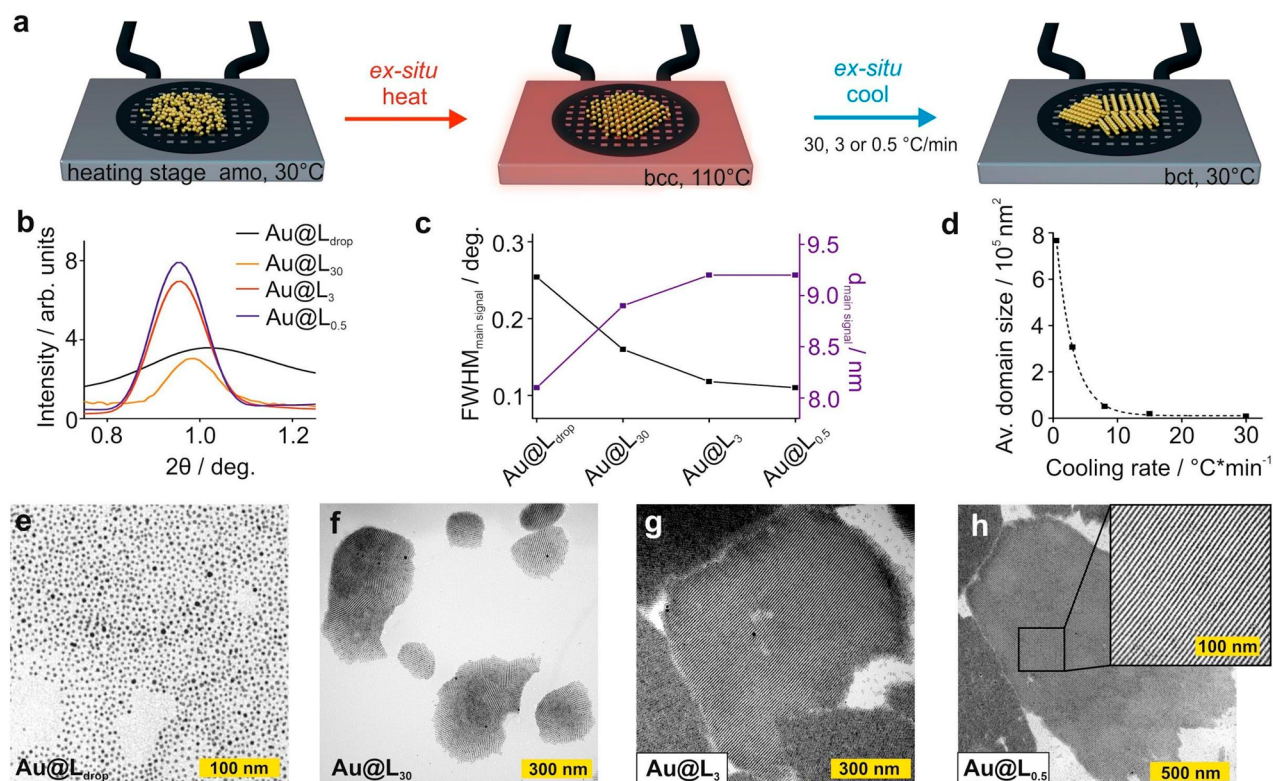 a
ex-situ
heat
ex-situ
cool
30, 3 or 0.5 °C/min
heating stage amo, 30°C
bcc, 110°C
bct, 30°C
b
Intensity / arb. units
8
4
0
0.8
1.0
1.2
2θ / deg.
Au@Ldrop
Au@L30
Au@L3
Au@L0.5
c
FWHMmain signal / deg.
0.3
0.2
0.1
9.5
9.0
8.5
8.0
dmain signal / nm
Au@Ldrop
Au@L30
Au@L3
Au@L0.5
d
Av. domain size / 10⁵ nm²
8
6
4
2
0
0
10
20
30
Cooling rate / °C*min⁻¹
e
Au@Ldrop
100 nm
f
Au@L30
300 nm
g
Au@L3
300 nm
h
100 nm
Au@L0.5
500 nm